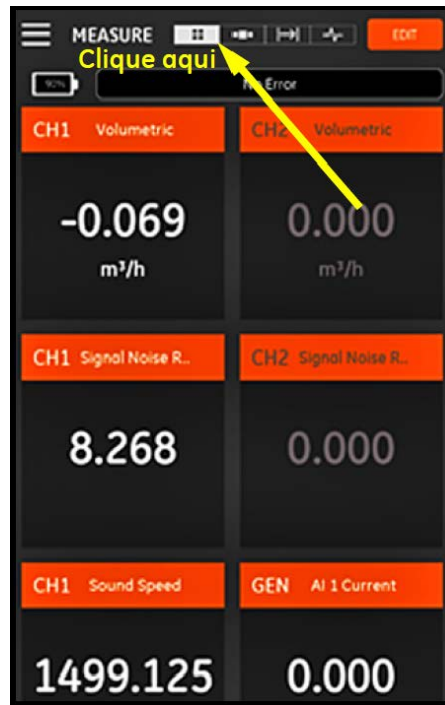 MEASURE EDIT
Clique aqui
90% No Error
CH1 Volumetric CH2 Volumetric
-0.069 0.000
m³/h m³/h
CH1 Signal Noise R.. CH2 Signal Noise R..
8.268 0.000
CH1 Sound Speed GEN AI 1 Current
1499.125 0.000